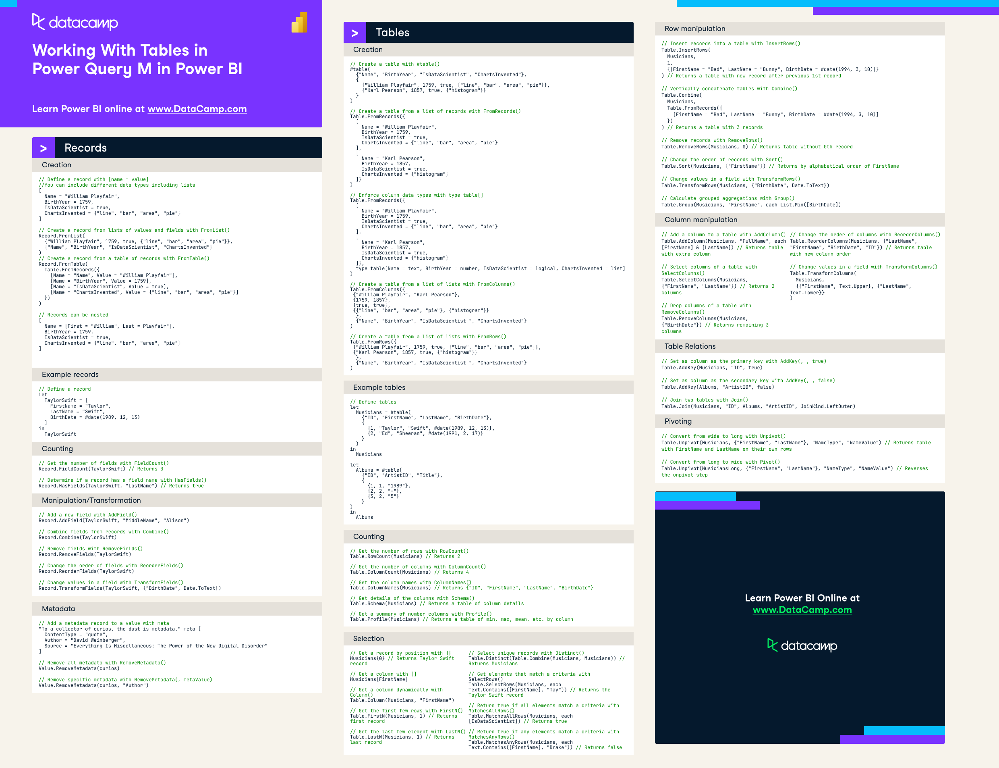 datacamp
Working With Tables in
Power Query M in Power BI
Learn Power BI online at www.DataCamp.com
> Records
Creation
// Define a record with [name = value]
//You can include different data types including lists
[
  Name = "William Playfair",
  BirthYear = 1759,
  IsDataScientist = true,
  ChartsInvented = {"line", "bar", "area", "pie"}
]
// Create a record from lists of values and fields with FromList()
Record.FromList(
  {"William Playfair", 1759, true, {"line", "bar", "area", "pie"}},
  {"Name", "BirthYear", "IsDataScientist", "ChartsInvented"}
)
// Create a record from a table of records with FromTable()
Record.FromTable(
  Table.FromRecords({
    [Name = "Name", Value = "William Playfair"],
    [Name = "BirthYear", Value = 1759],
    [Name = "IsDataScientist", Value = true],
    [Name = "ChartsInvented", Value = {"line", "bar", "area", "pie"}]
  })
)
// Records can be nested
[
  Name = [First = "William", Last = Playfair"],
  BirthYear = 1759,
  IsDataScientist = true,
  ChartsInvented = {"line", "bar", "area", "pie"}
]
Example records
// Define a record
let
  TaylorSwift = [
    FirstName = "Taylor",
    LastName = "Swift",
    BirthDate = #date(1989, 12, 13)
  ]
in
  TaylorSwift
Counting
// Get the number of fields with FieldCount()
Record.FieldCount(TaylorSwift) // Returns 3
// Determine if a record has a field name with HasFields()
Record.HasFields(TaylorSwift, "LastName") // Returns true
Manipulation/Transformation
// Add a new field with AddField()
Record.AddField(TaylorSwift, "MiddleName", "Alison")
// Combine fields from records with Combine()
Record.Combine(TaylorSwift)
// Remove fields with RemoveFields()
Record.RemoveFields(TaylorSwift)
// Change the order of fields with ReorderFields()
Record.ReorderFields(TaylorSwift)
// Change values in a field with TransformFields()
Record.TransformFields(TaylorSwift, {"BirthDate", Date.ToText})
Metadata
// Add a metadata record to a value with meta
"To a collector of curios, the dust is metadata." meta [
  ContentType = "quote",
  Author = "David Weinberger",
  Source = "Everything Is Miscellaneous: The Power of the New Digital Disorder"
]
// Remove all metadata with RemoveMetadata()
Value.RemoveMetadata(curios)
// Remove specific metadata with RemoveMetadata(, metaValue)
Value.RemoveMetadata(curios, "Author")
> Tables
Creation
// Create a table with #table()
#table(
  {"Name", "BirthYear", "IsDataScientist", "ChartsInvented"},
  {
    {"William Playfair", 1759, true, {"line", "bar", "area", "pie"}},
    {"Karl Pearson", 1857, true, {"histogram"}}
  }
)
// Create a table from a list of records with FromRecords()
Table.FromRecords({
  [
    Name = "William Playfair",
    BirthYear = 1759,
    IsDataScientist = true,
    ChartsInvented = {"line", "bar", "area", "pie"}
  ],
  [
    Name = "Karl Pearson",
    BirthYear = 1857,
    IsDataScientist = true,
    ChartsInvented = {"histogram"}
  ]}
)
// Enforce column data types with type table[]
Table.FromRecords({
  [
    Name = "William Playfair",
    BirthYear = 1759,
    IsDataScientist = true,
    ChartsInvented = {"line", "bar", "area", "pie"}
  ],
  [
    Name = "Karl Pearson",
    BirthYear = 1857,
    IsDataScientist = true,
    ChartsInvented = {"histogram"}
  ]},
  type table[Name = text, BirthYear = number, IsDataScientist = logical, ChartsInvented = list]
)
// Create a table from a list of lists with FromColumns()
Table.FromColumns({
 {"William Playfair", "Karl Pearson"},
 {1759, 1857},
 {true, true},
 {{"line", "bar", "area", "pie"}, {"histogram"}}
  },
  {"Name", "BirthYear", "IsDataScientist ", "ChartsInvented"}
)
// Create a table from a list of lists with FromRows()
Table.FromRows({
 {"William Playfair", 1759, true, {"line", "bar", "area", "pie"}},
 {"Karl Pearson", 1857, true, {"histogram"}}
  },
  {"Name", "BirthYear", "IsDataScientist ", "ChartsInvented"}
)
Example tables
// Define tables
let
  Musicians = #table(
    {"ID", "FirstName", "LastName", "BirthDate"},
    {
      {1, "Taylor", "Swift", #date(1989, 12, 13)},
      {2, "Ed", "Sheeran", #date(1991, 2, 17)}
    }
  )
in
  Musicians
let
  Albums = #table(
    {"ID", "ArtistID", "Title"},
    {
      {1, 1, "1989"},
      {2, 2, "-"},
      {3, 2, "5"}
    }
)
in
  Albums
Counting
// Get the number of rows with RowCount()
Table.RowCount(Musicians) // Returns 2
// Get the number of columns with ColumnCount()
Table.ColumnCount(Musicians) // Returns 4
// Get the column names with ColumnNames()
Table.ColumnNames(Musicians) // Returns {"ID", "FirstName", "LastName", "BirthDate"}
// Get details of the columns with Schema()
Table.Schema(Musicians) // Returns a table of column details
// Get a summary of number columns with Profile()
Table.Profile(Musicians) // Returns a table of min, max, mean, etc. by column
Selection
// Get a record by position with {}
Musicians{0} // Returns Taylor Swift
record
// Get a column with []
Musicians[FirstName]
// Get a column dynamically with
Column()
Table.Column(Musicians, "FirstName")
// Get the first few rows with FirstN()
Table.FirstN(Musicians, 1) // Returns
first record
// Get the last few element with LastN()
Table.LastN(Musicians, 1) // Returns
last record
// Select unique records with Distinct()
Table.Distinct(Table.Combine(Musicians, Musicians)) //
Returns Musicians
// Get elements that match a criteria with
SelectRows()
Table.SelectRows(Musicians, each
Text.Contains([FirstName], "Tay")) // Returns the
Taylor Swift record
// Return true if all elements match a criteria with
MatchesAllRows()
Table.MatchesAllRows(Musicians, each
[IsDataScientist]) // Returns true
// Return true if any elements match a criteria with
MatchesAnyRows()
Table.MatchesAnyRows(Musicians, each
Text.Contains([FirstName], "Drake")) // Returns false
Row manipulation
// Insert records into a table with InsertRows()
Table.InsertRows(
  Musicians,
  1,
  {[FirstName = "Bad", LastName = "Bunny", BirthDate = #date(1994, 3, 10)]}
) // Returns a table with new record after previous 1st record
// Vertically concatenate tables with Combine()
Table.Combine(
  Musicians,
  Table.FromRecords({
    [FirstName = "Bad", LastName = "Bunny", BirthDate = #date(1994, 3, 10)]
  })
) // Returns a table with 3 records
// Remove records with RemoveRows()
Table.RemoveRows(Musicians, 0) // Returns table without 0th record
// Change the order of records with Sort()
Table.Sort(Musicians, {"FirstName"}) // Returns by alphabetical order of FirstName
// Change values in a field with TransformRows()
Table.TransformRows(Musicians, {"BirthDate", Date.ToText})
// Calculate grouped aggregations with Group()
Table.Group(Musicians, "FirstName", each List.Min([BirthDate])
Column manipulation
// Add a column to a table with AddColumn()
Table.AddColumn(Musicians, "FullName", each
[FirstName] & [LastName]) // Returns table
with extra column
// Select columns of a table with
SelectColumns()
Table.SelectColumns(Musicians,
{"FirstName", "LastName"}) // Returns 2
columns
// Drop columns of a table with
RemoveColumns()
Table.RemoveColumns(Musicians,
{"BirthDate"}) // Returns remaining 3
columns
// Change the order of columns with ReorderColumns()
Table.ReorderColumns(Musicians, {"LastName",
"FirstName", "BirthDate", "ID"}) // Returns table
with new column order
// Change values in a field with TransformColumns()
Table.TransformColumns(
  Musicians,
  {{"FirstName", Text.Upper}, {"LastName",
Text.Lower}}
)
Table Relations
// Set as column as the primary key with AddKey(, , true)
Table.AddKey(Musicians, "ID", true)
// Set as column as the secondary key with AddKey(, , false)
Table.AddKey(Albums, "ArtistID", false)
// Join two tables with Join()
Table.Join(Musicians, "ID", Albums, "ArtistID", JoinKind.LeftOuter)
Pivoting
// Convert from wide to long with Unpivot()
Table.Unpivot(Musicians, {"FirstName", "LastName"}, "NameType", "NameValue") // Returns table
with FirstName and LastName on their own rows
// Convert from long to wide with Pivot()
Table.Unpivot(MusiciansLong, {"FirstName", "LastName"}, "NameType", "NameValue") // Reverses
the unpivot step
Learn Power BI Online at
www.DataCamp.com
datacamp